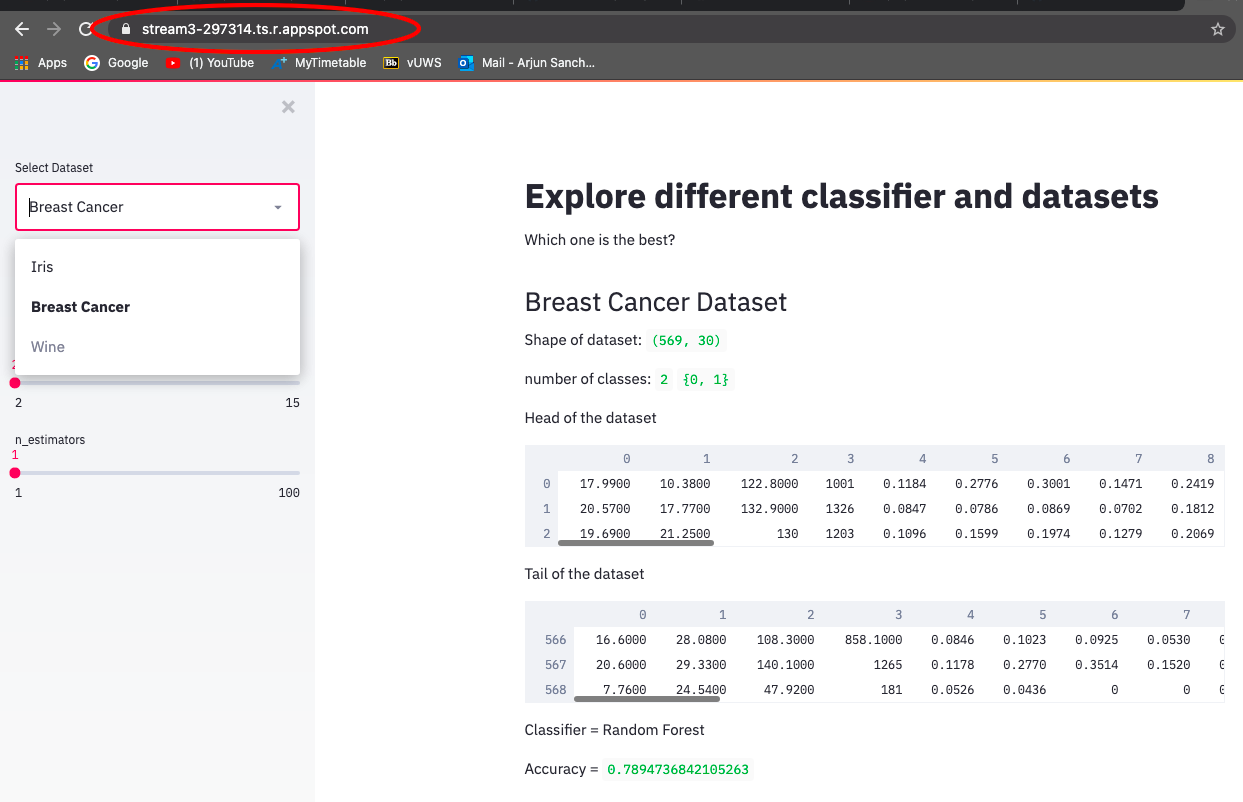 stream3-297314.ts.r.appspot.com
Apps Google (1) YouTube MyTimetable Bb vUWS Mail - Arjun Sanch...
Select Dataset
Breast Cancer
Iris
Breast Cancer
Wine
2 15
n_estimators
1
1 100
Explore different classifier and datasets
Which one is the best?
Breast Cancer Dataset
Shape of dataset: (569, 30)
number of classes: 2 {0, 1}
Head of the dataset
0 1 2 3 4 5 6 7 8
0 17.9900 10.3800 122.8000 1001 0.1184 0.2776 0.3001 0.1471 0.2419
1 20.5700 17.7700 132.9000 1326 0.0847 0.0786 0.0869 0.0702 0.1812
2 19.6900 21.2500 130 1203 0.1096 0.1599 0.1974 0.1279 0.2069
Tail of the dataset
0 1 2 3 4 5 6 7
566 16.6000 28.0800 108.3000 858.1000 0.0846 0.1023 0.0925 0.0530
567 20.6000 29.3300 140.1000 1265 0.1178 0.2770 0.3514 0.1520
568 7.7600 24.5400 47.9200 181 0.0526 0.0436 0 0
Classifier = Random Forest
Accuracy = 0.7894736842105263